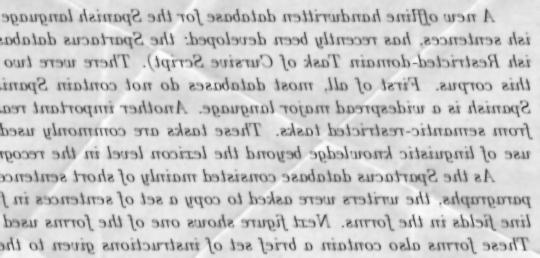 A new offline handwritten database for the Spanish language
ish sentences, has recently been developed: the Spartacus databas
ish Restricted-domain Task of Cursive Script). There were two
this corpus. First of all, most databases do not contain Spani
Spanish is a widespread major language. Another important rea
from semantic-restricted tasks. These tasks are commonly used
use of linguistic knowledge beyond the lexicon level in the recog
As the Spartacus database consisted mainly of short sentence
paragraphs, the writers were asked to copy a set of sentences in f
line fields in the forms. Next figure shows one of the forms used
These forms also contain a brief set of instructions given to the